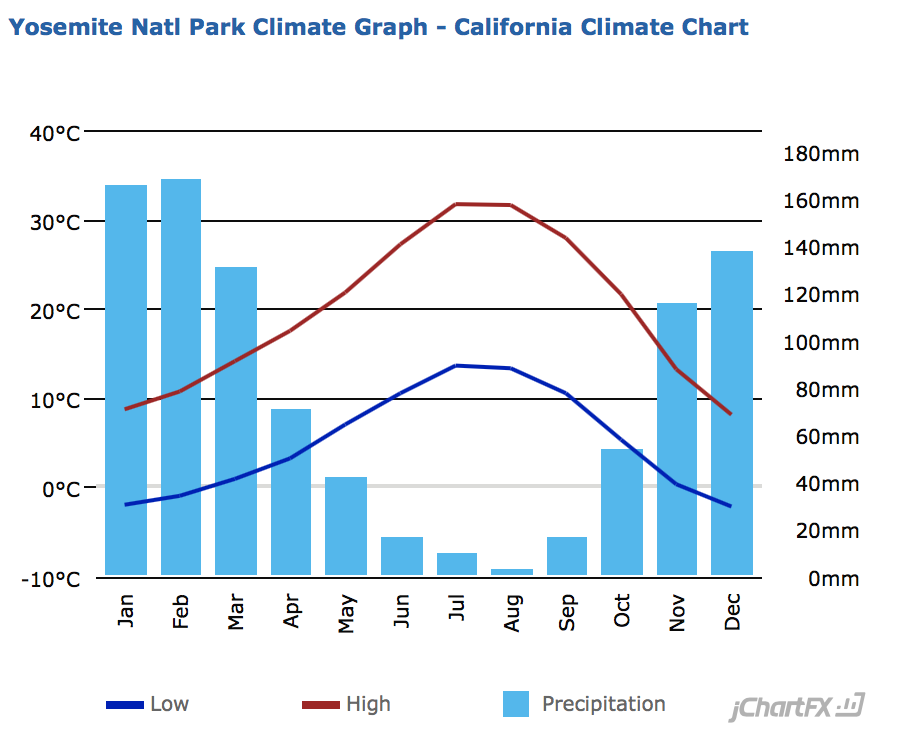 Yosemite Natl Park Climate Graph - California Climate Chart
40°C
30°C
20°C
10°C
0°C
-10°C
180mm
160mm
140mm
120mm
100mm
80mm
60mm
40mm
20mm
0mm
Jan
Feb
Mar
Apr
May
Jun
Jul
Aug
Sep
Oct
Nov
Dec
Low
High
Precipitation
jChartFX